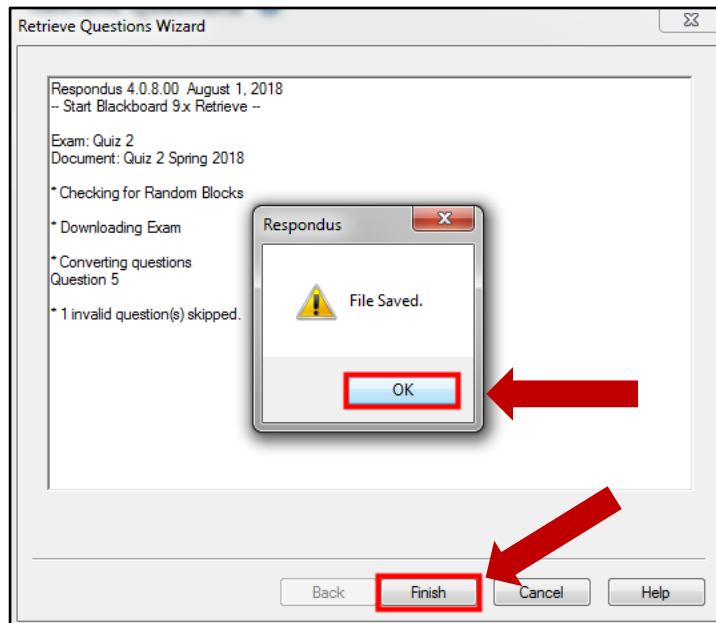 Retrieve Questions Wizard
Respondus 4.0.8.00 August 1, 2018
-- Start Blackboard 9.x Retrieve --
Exam: Quiz 2
Document: Quiz 2 Spring 2018
* Checking for Random Blocks
* Downloading Exam
* Converting questions
Question 5
* 1 invalid question(s) skipped.
Respondus
File Saved.
OK
Back Finish Cancel Help